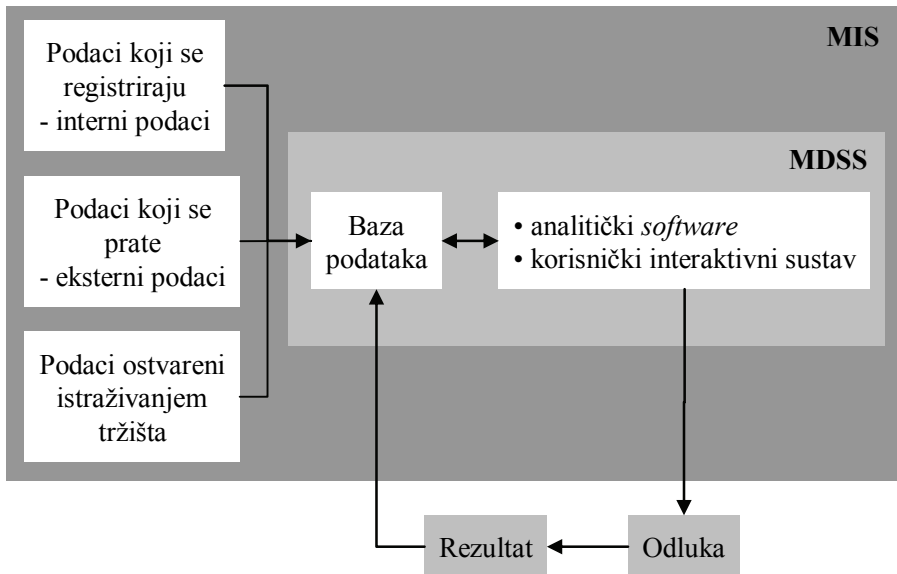 MIS
Podaci koji se
registriraju
- interni podaci
MDSS
Podaci koji se
prate
- eksterni podaci
Baza
podataka
• analitički software
• korisnički interaktivni sustav
Podaci ostvareni
istraživanjem
tržišta
Rezultat
Odluka